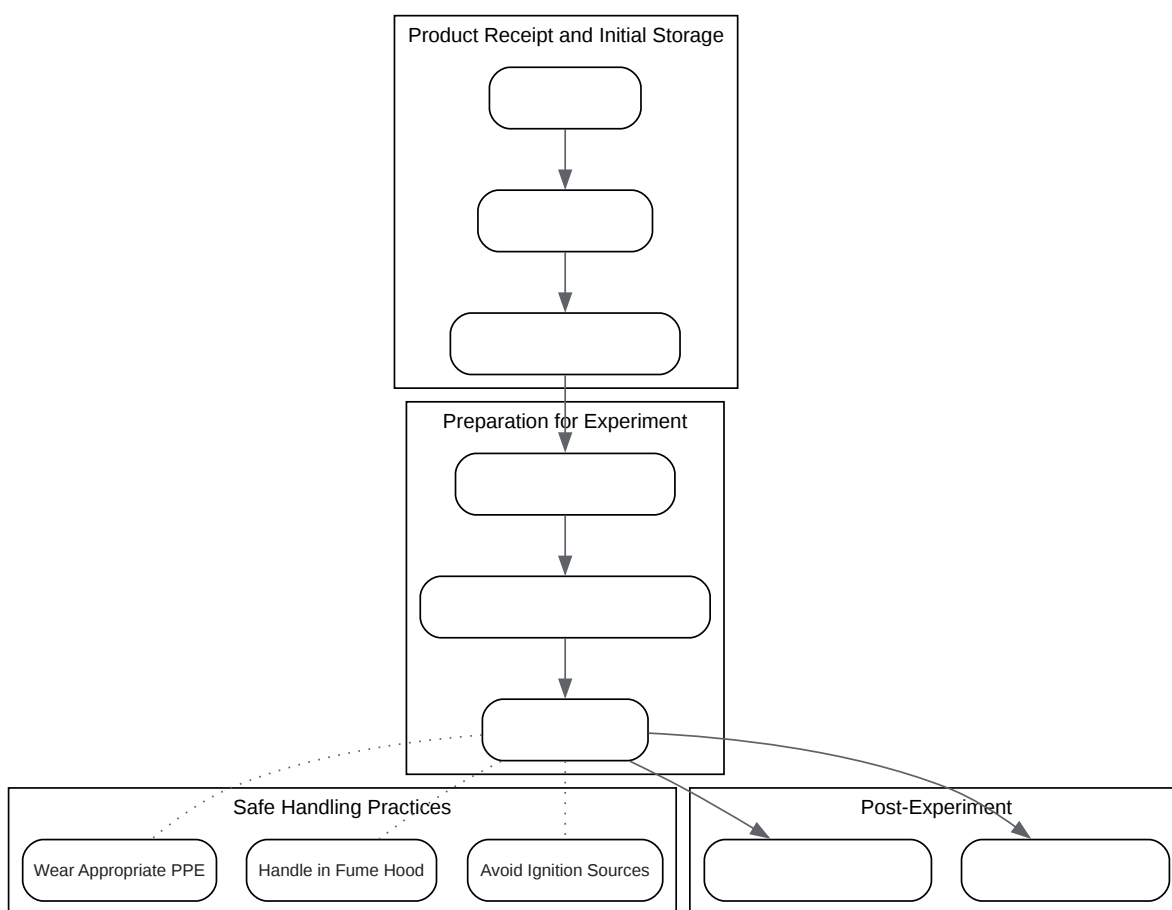 Product Receipt and Initial Storage
Preparation for Experiment
Safe Handling Practices
Post-Experiment
Wear Appropriate PPE
Handle in Fume Hood
Avoid Ignition Sources